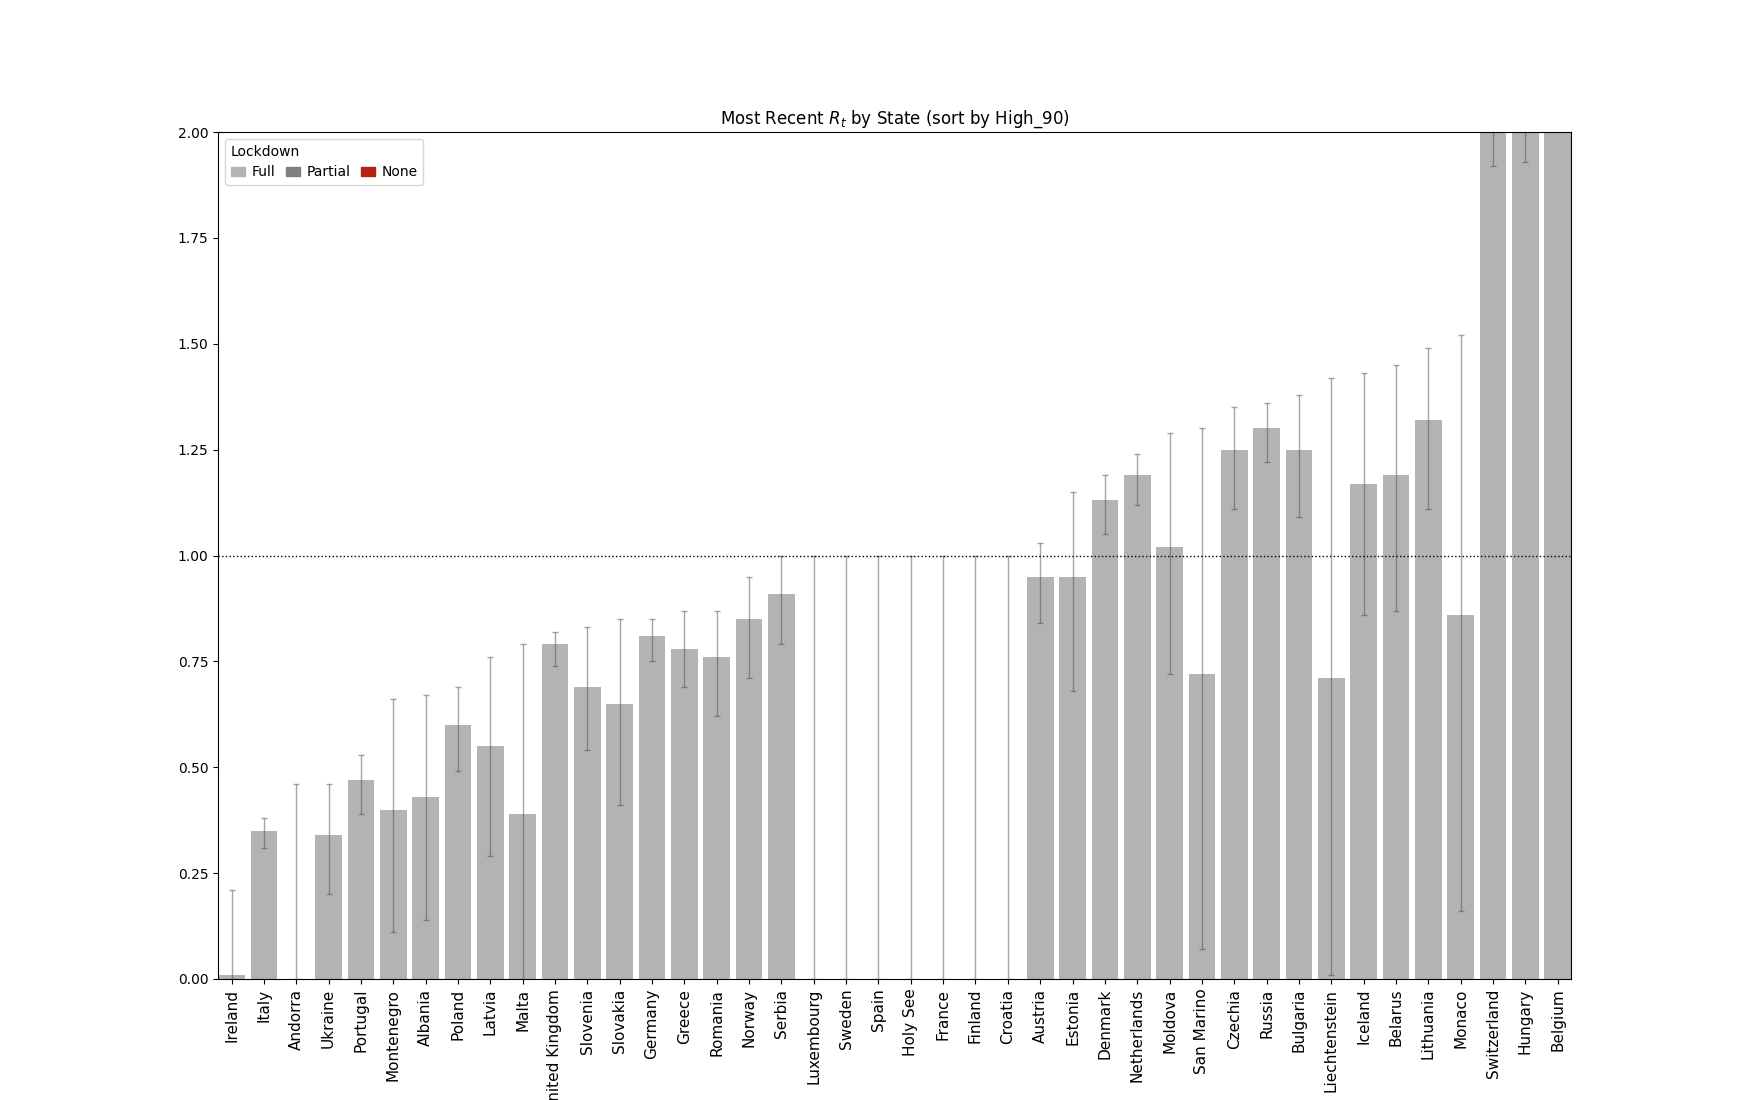 Most Recent Rt by State (sort by High_90)
2.00
1.75
1.50
1.25
1.00
0.75
0.50
0.25
0.00
Lockdown
Full
Partial
None
Ireland
Italy
Andorra
Ukraine
Portugal
Montenegro
Albania
Poland
Latvia
Malta
nited Kingdom
Slovenia
Slovakia
Germany
Greece
Romania
Norway
Serbia
Luxembourg
Sweden
Spain
Holy See
France
Finland
Croatia
Austria
Estonia
Denmark
Netherlands
Moldova
San Marino
Czechia
Russia
Bulgaria
Liechtenstein
Iceland
Belarus
Lithuania
Monaco
Switzerland
Hungary
Belgium